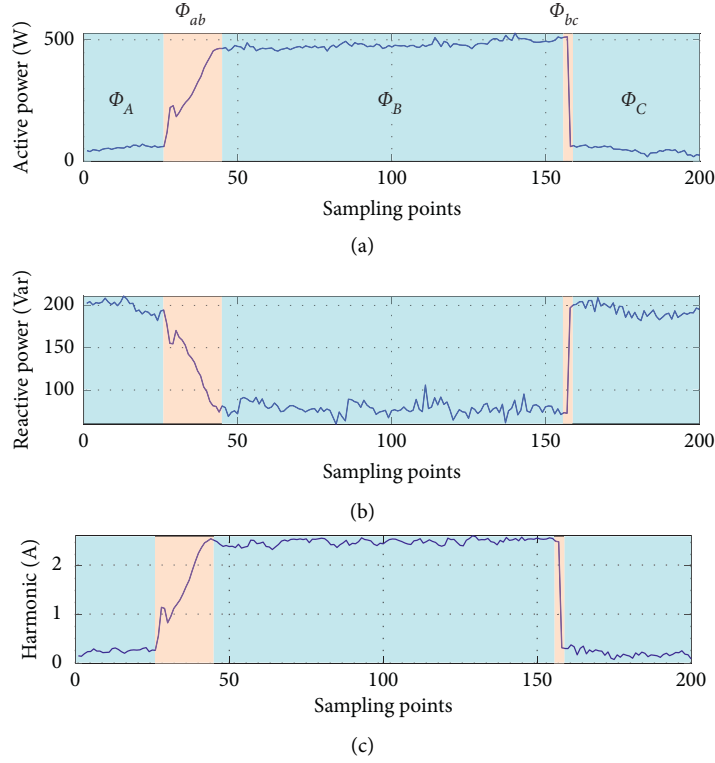 Φab Φbc
Active power (W)
500
0
ΦA ΦB ΦC
0 50 100 150 200
Sampling points
(a)
Reactive power (Var)
200
150
100
0 50 100 150 200
Sampling points
(b)
Harmonic (A)
2
1
0
0 50 100 150 200
Sampling points
(c)